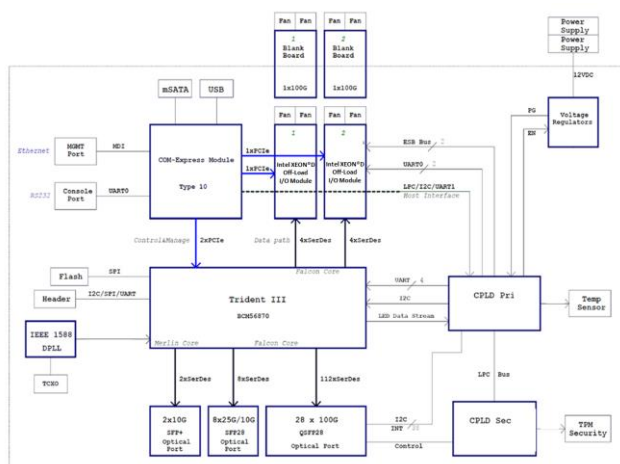 Fan Fan Fan Fan
1 2
Blank Board Blank Board
1x100G 1x100G
Power Supply
Power Supply
12VDC
mSATA USB
Fan Fan Fan Fan
PG
Voltage Regulators
EN
Ethernet
MGMT Port
MDI
COM-Express Module
Type 10
1xPCIe
1xPCIe
1
Intel XEON®D Off-Load I/O Module
2
Intel XEON®D Off-Load I/O Module
ESB Bus
UART0
RS232
Console Port
UART0
LPC/I2C/UART1
Host Interface
Control&Manage
2xPCIe
Data path
4xSerDes
4xSerDes
Flash
SPI
Falcon Core
Header
I2C/SPI/UART
Trident III
BCM56870
UART 4
IPC
LED Data Stream
CPLD Pri
Temp Sensor
IEEE 1588 DPLL
Merlin Core
Falcon Core
TCXO
2xSerDes
8xSerDes
112xSerDes
LPC Bus
2x10G
SFP+
Optical Port
8x25G/10G
SFP28
Optical Port
28 x 100G
QSFP28
Optical Port
I2C
INT
Control
CPLD Sec
TPM Security